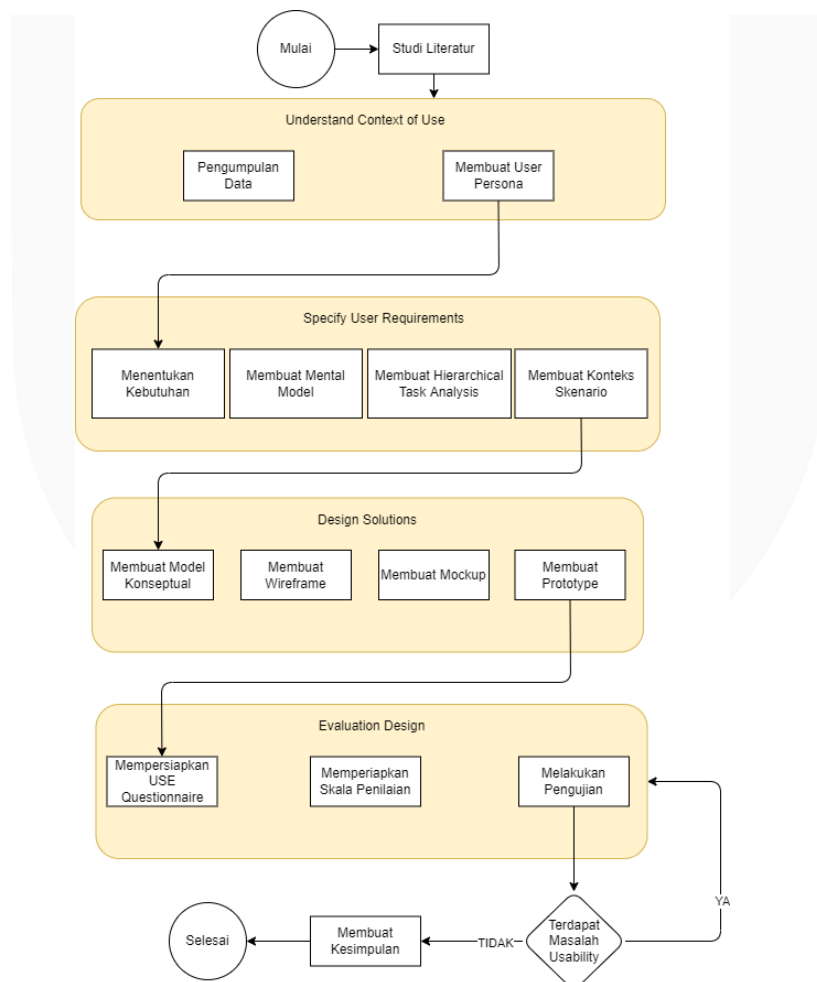 Mulai
Studi Literatur
Understand Context of Use
Pengumpulan
Data
Membuat User
Persona
Specify User Requirements
Menentukan
Kebutuhan
Membuat Mental
Model
Membuat Hierarchical
Task Analysis
Membuat Konteks
Skenario
Design Solutions
Membuat Model
Konseptual
Membuat
Wireframe
Membuat Mockup
Membuat
Prototype
Evaluation Design
Mempersiapkan
USE
Questionnaire
Memperiapkan
Skala Penilaian
Melakukan
Pengujian
YA
Terdapat
Masalah
Usability
TIDAK
Membuat
Kesimpulan
Selesai